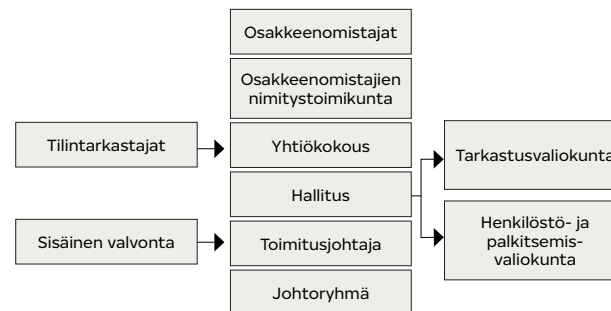 Osakkeenomistajat
Osakkeenomistajien
nimitystoimikunta
Tilintarkastajat
Yhtiökokous
Tarkastusvaliokunta
Hallitus
Sisäinen valvonta
Toimitusjohtaja
Henkilöstö- ja
palkitsemis-
valiokunta
Johtoryhmä